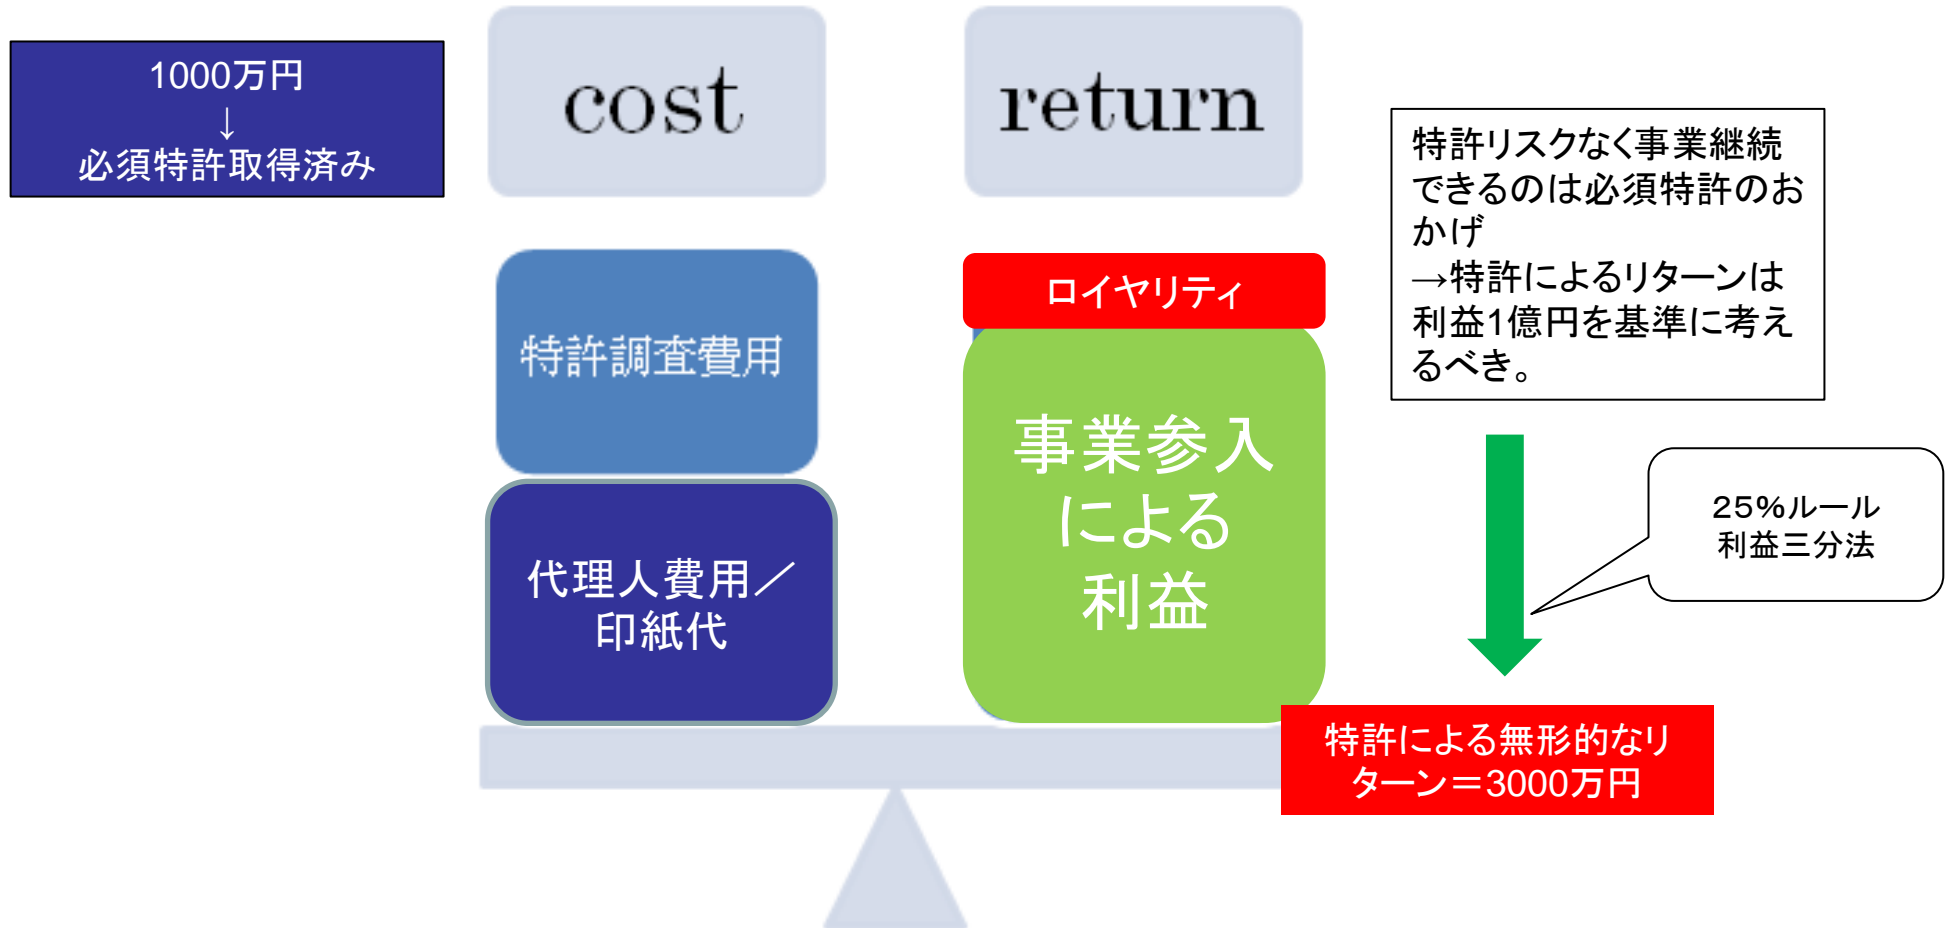 1000万円
↓
必須特許取得済み
cost
return
特許調査費用
代理人費用／
印紙代
ロイヤリティ
事業参入
による
利益
特許リスクなく事業継続
できるのは必須特許のお
かげ
→特許によるリターンは
利益1億円を基準に考え
るべき。
25%ルール
利益三分法
特許による無形的なリ
ターン＝3000万円